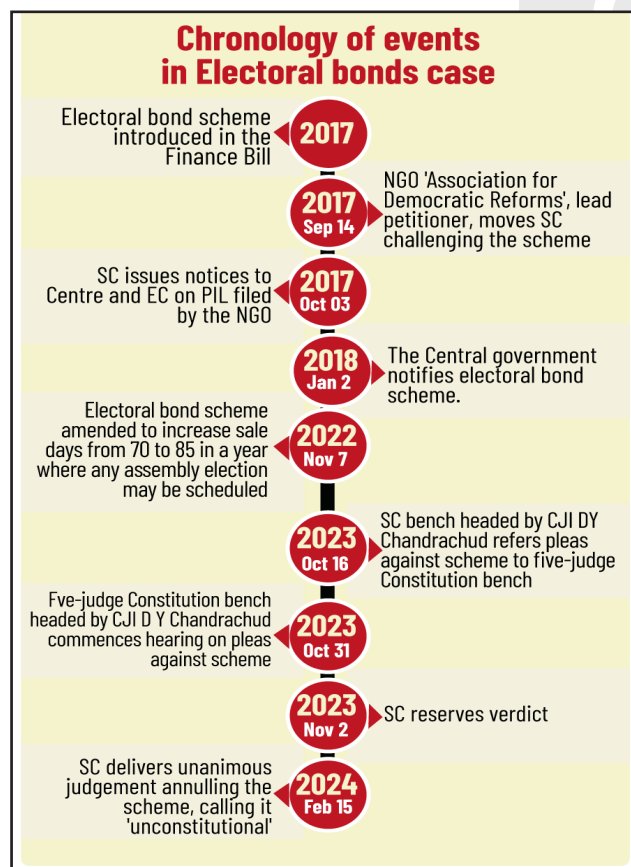 Chronology of events
in Electoral bonds case
Electoral bond scheme
introduced in the
Finance Bill
2017
2017
Sep 14
NGO 'Association for
Democratic Reforms', lead
petitioner, moves SC
challenging the scheme
SC issues notices to
Centre and EC on PIL filed
by the NGO
2017
Oct 03
2018
Jan 2
The Central government
notifies electoral bond
scheme.
Electoral bond scheme
amended to increase sale
days from 70 to 85 in a year
where any assembly election
may be scheduled
2022
Nov 7
2023
Oct 16
SC bench headed by CJI DY
Chandrachud refers pleas
against scheme to five-judge
Constitution bench
Fve-judge Constitution bench
headed by CJI D Y Chandrachud
commences hearing on pleas
against scheme
2023
Oct 31
2023
Nov 2
SC reserves verdict
SC delivers unanimous
judgement annulling the
scheme, calling it
'unconstitutional'
2024
Feb 15